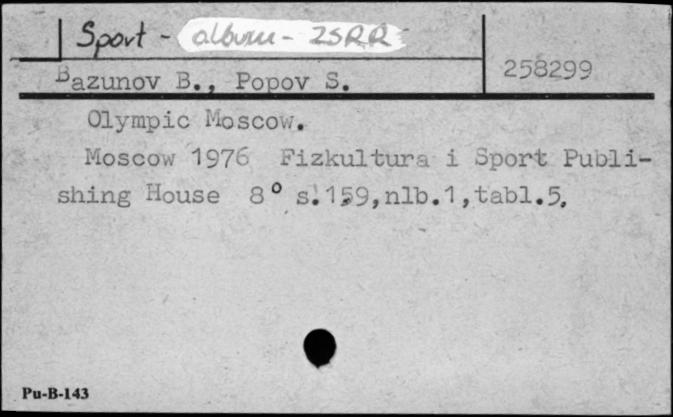 Sport - album - ZSRR
Bazunov B., Popov S.
258299
Olympic Moscow.
Moscow 1976 Fizkultura i Sport Publi-
shing House 8° s.159,nlb.1,tabl.5.
Pu-B-143